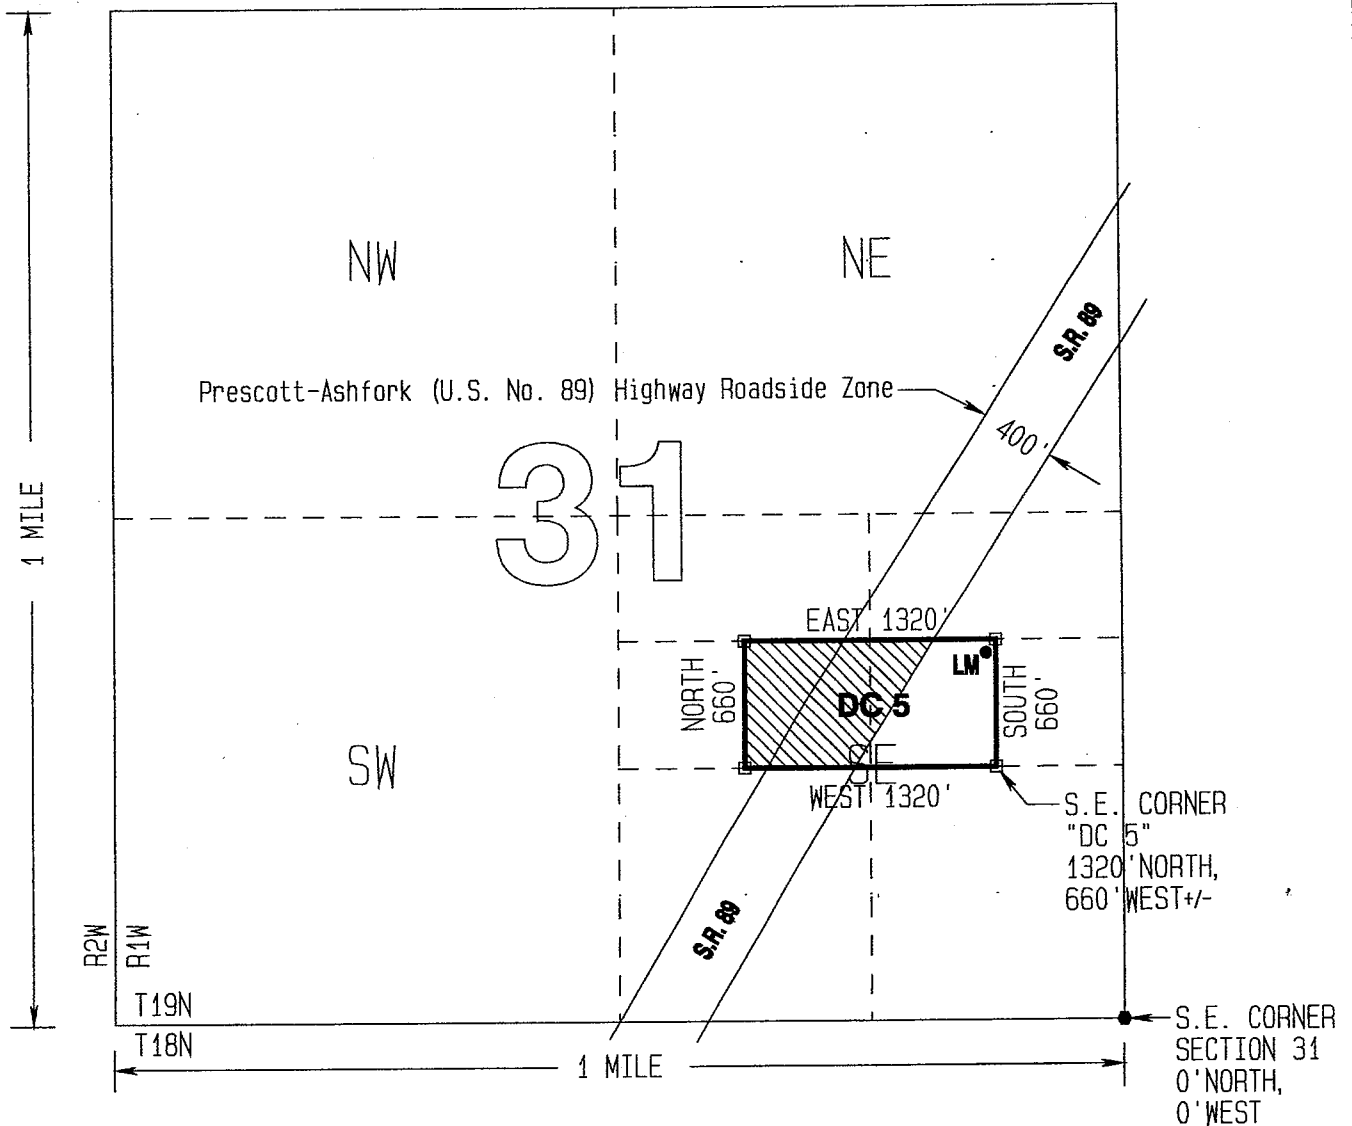 NW
NE
S.R. 89
Prescott-Ashfork (U.S. No. 89) Highway Roadside Zone
400'
31
1 MILE
EAST 1320'
NORTH
660'
LM
DC 5
SOUTH
660'
SW
SE
WEST 1320'
S.E. CORNER
"DC 5"
1320'NORTH,
660'WEST+/-
S.R. 89
R2W
R1W
T19N
T18N
1 MILE
S.E. CORNER
SECTION 31
0'NORTH,
0'WEST